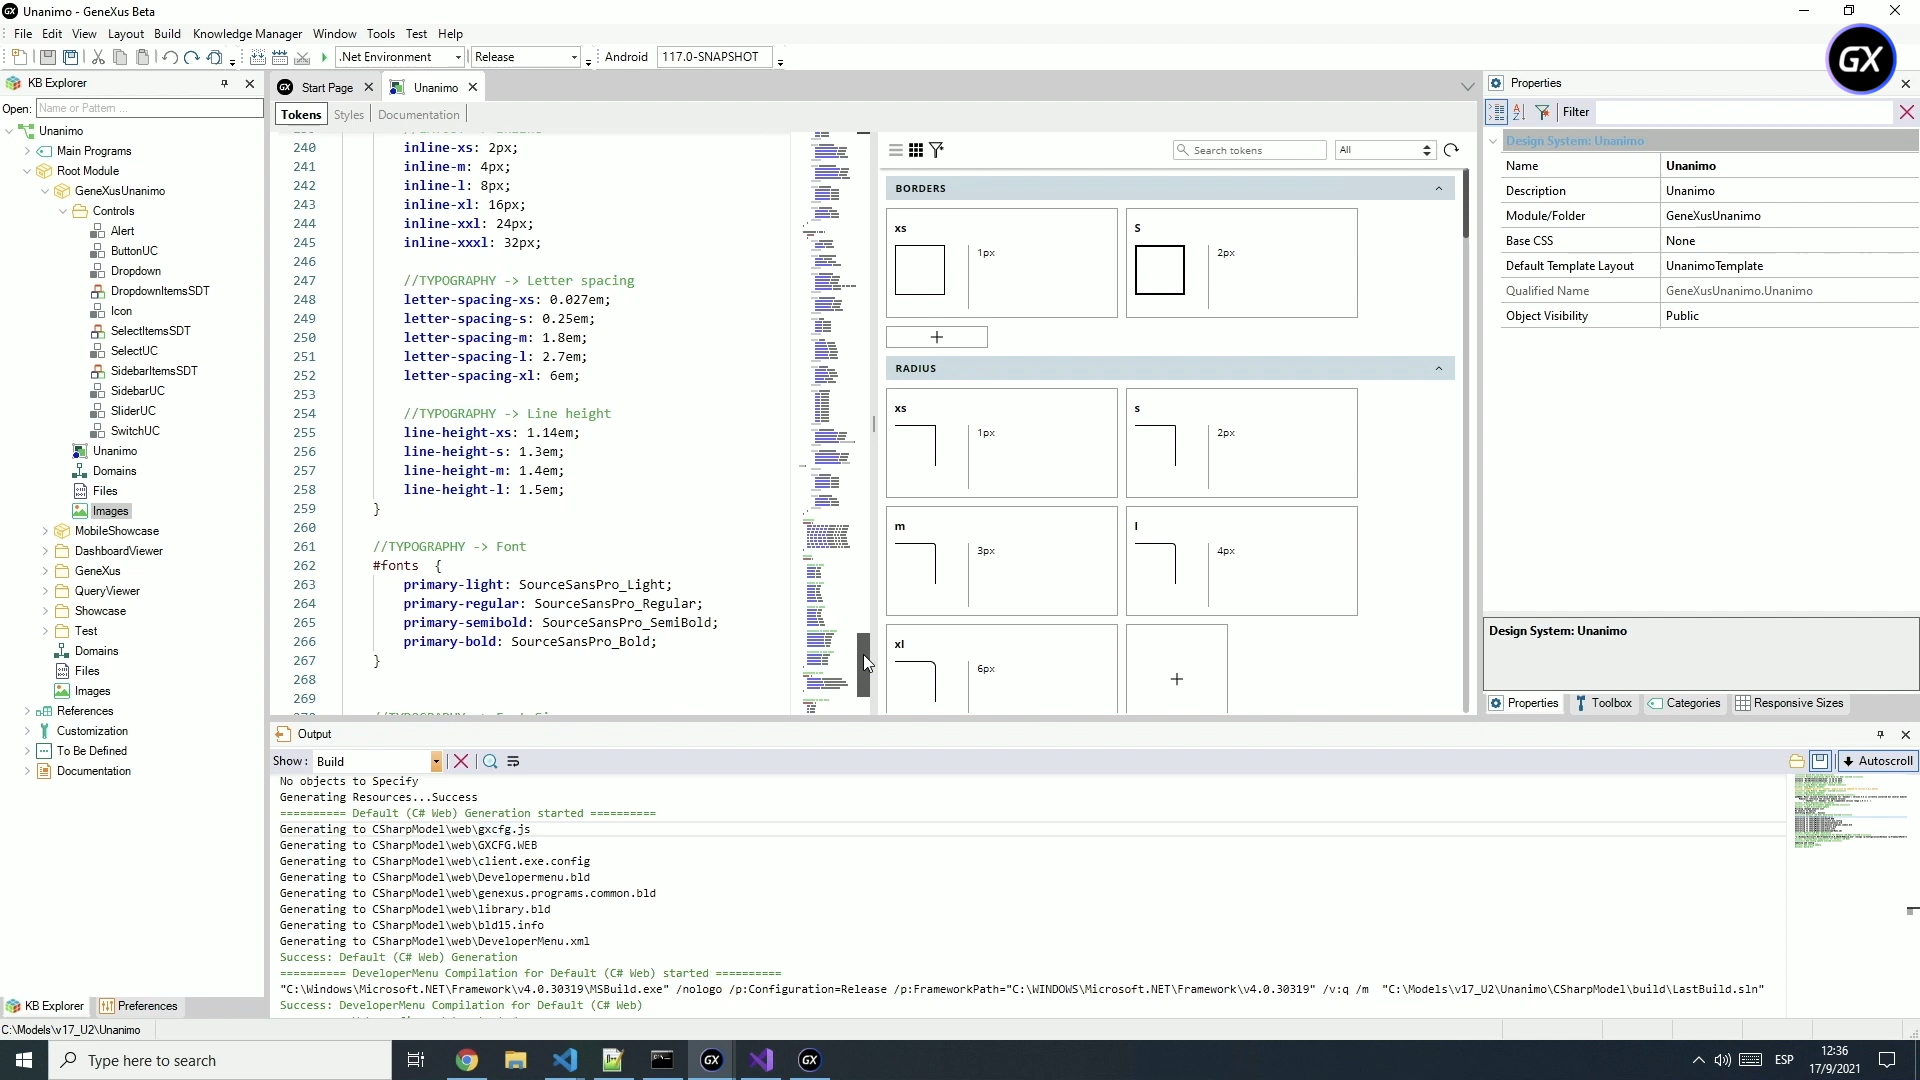 Unanimo - GeneXus Beta
File Edit View Layout Build Knowledge Manager Window Tools Test Help
.Net Environment Release Android 117.0-SNAPSHOT
GX
KB Explorer
Open: Name or Pattern ...
Unanimo
Main Programs
Root Module
GeneXusUnanimo
Controls
Alert
ButtonUC
Dropdown
DropdownItemsSDT
Icon
SelectItemsSDT
SelectUC
SidebarItemsSDT
SidebarUC
SliderUC
SwitchUC
Unanimo
Domains
Files
Images
MobileShowcase
DashboardViewer
GeneXus
QueryViewer
Showcase
Test
Domains
Files
Images
References
Customization
To Be Defined
Documentation
KB Explorer Preferences
Start Page Unanimo
Tokens Styles Documentation
240 inline-xs: 2px;
241 inline-m: 4px;
242 inline-l: 8px;
243 inline-xl: 16px;
244 inline-xxl: 24px;
245 inline-xxxl: 32px;
246
247 //TYPOGRAPHY -> Letter spacing
248 letter-spacing-xs: 0.027em;
249 letter-spacing-s: 0.25em;
250 letter-spacing-m: 1.8em;
251 letter-spacing-l: 2.7em;
252 letter-spacing-xl: 6em;
253
254 //TYPOGRAPHY -> Line height
255 line-height-xs: 1.14em;
256 line-height-s: 1.3em;
257 line-height-m: 1.4em;
258 line-height-l: 1.5em;
259 }
260
261 //TYPOGRAPHY -> Font
262 #fonts {
263 primary-light: SourceSansPro_Light;
264 primary-regular: SourceSansPro_Regular;
265 primary-semibold: SourceSansPro_SemiBold;
266 primary-bold: SourceSansPro_Bold;
267 }
268
269
Search tokens All
BORDERS
xs 1px
S 2px
+
RADIUS
xs 1px
s 2px
m 3px
l 4px
xl 6px
+
Properties
Filter
Design System: Unanimo
Name Unanimo
Description Unanimo
Module/Folder GeneXusUnanimo
Base CSS None
Default Template Layout UnanimoTemplate
Qualified Name GeneXusUnanimo.Unanimo
Object Visibility Public
Design System: Unanimo
Properties Toolbox Categories Responsive Sizes
Output
Show: Build Autoscroll
No objects to Specify
Generating Resources...Success
========== Default (C# Web) Generation started ==========
Generating to CSharpModel\web\gxcfg.js
Generating to CSharpModel\web\GXCFG.WEB
Generating to CSharpModel\web\client.exe.config
Generating to CSharpModel\web\Developermenu.bld
Generating to CSharpModel\web\genexus.programs.common.bld
Generating to CSharpModel\web\library.bld
Generating to CSharpModel\web\bld15.info
Generating to CSharpModel\web\DeveloperMenu.xml
Success: Default (C# Web) Generation
========== DeveloperMenu Compilation for Default (C# Web) started ==========
"C:\Windows\Microsoft.NET\Framework\v4.0.30319\MSBuild.exe" /nologo /p:Configuration=Release /p:FrameworkPath="C:\WINDOWS\Microsoft.NET\Framework\v4.0.30319" /v:q /m "C:\Models\v17_U2\Unanimo\CSharpModel\build\LastBuild.sln"
Success: DeveloperMenu Compilation for Default (C# Web)
C:\Models\v17_U2\Unanimo
Type here to search
GX GX
ESP
12:36
17/9/2021